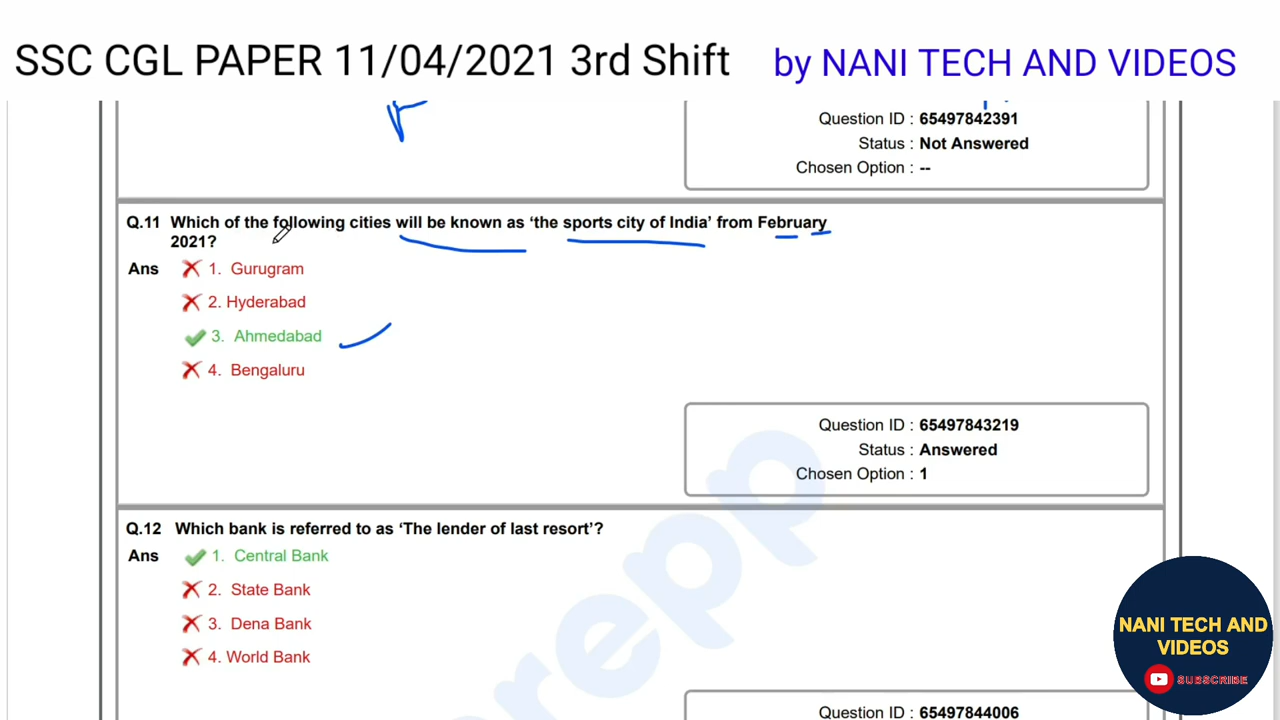 SSC CGL PAPER 11/04/2021 3rd Shift by NANI TECH AND VIDEOS
Question ID : 65497842391
Status : Not Answered
Chosen Option : --
Q.11 Which of the following cities will be known as ‘the sports city of India’ from February
2021?
Ans 1. Gurugram
2. Hyderabad
3. Ahmedabad
4. Bengaluru
Question ID : 65497843219
Status : Answered
Chosen Option : 1
Q.12 Which bank is referred to as ‘The lender of last resort’?
Ans 1. Central Bank
2. State Bank
3. Dena Bank
4. World Bank
Question ID : 65497844006
prepp
NANI TECH AND
VIDEOS
SUBSCRIBE